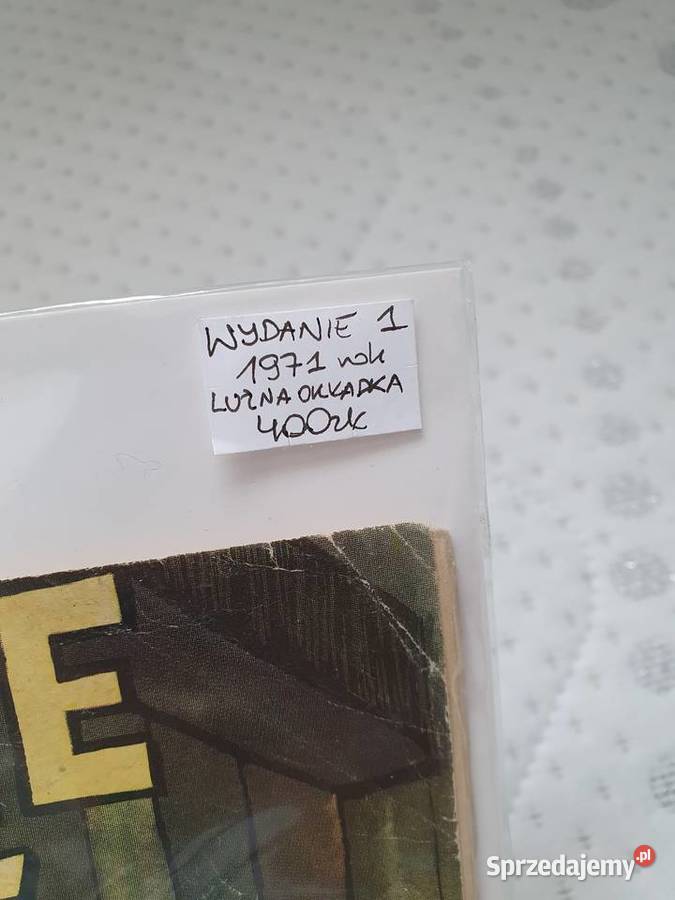 WYDANIE 1
1971 rok
LUŹNA OKŁADKA
400zł
E
Sprzedajemy.pl